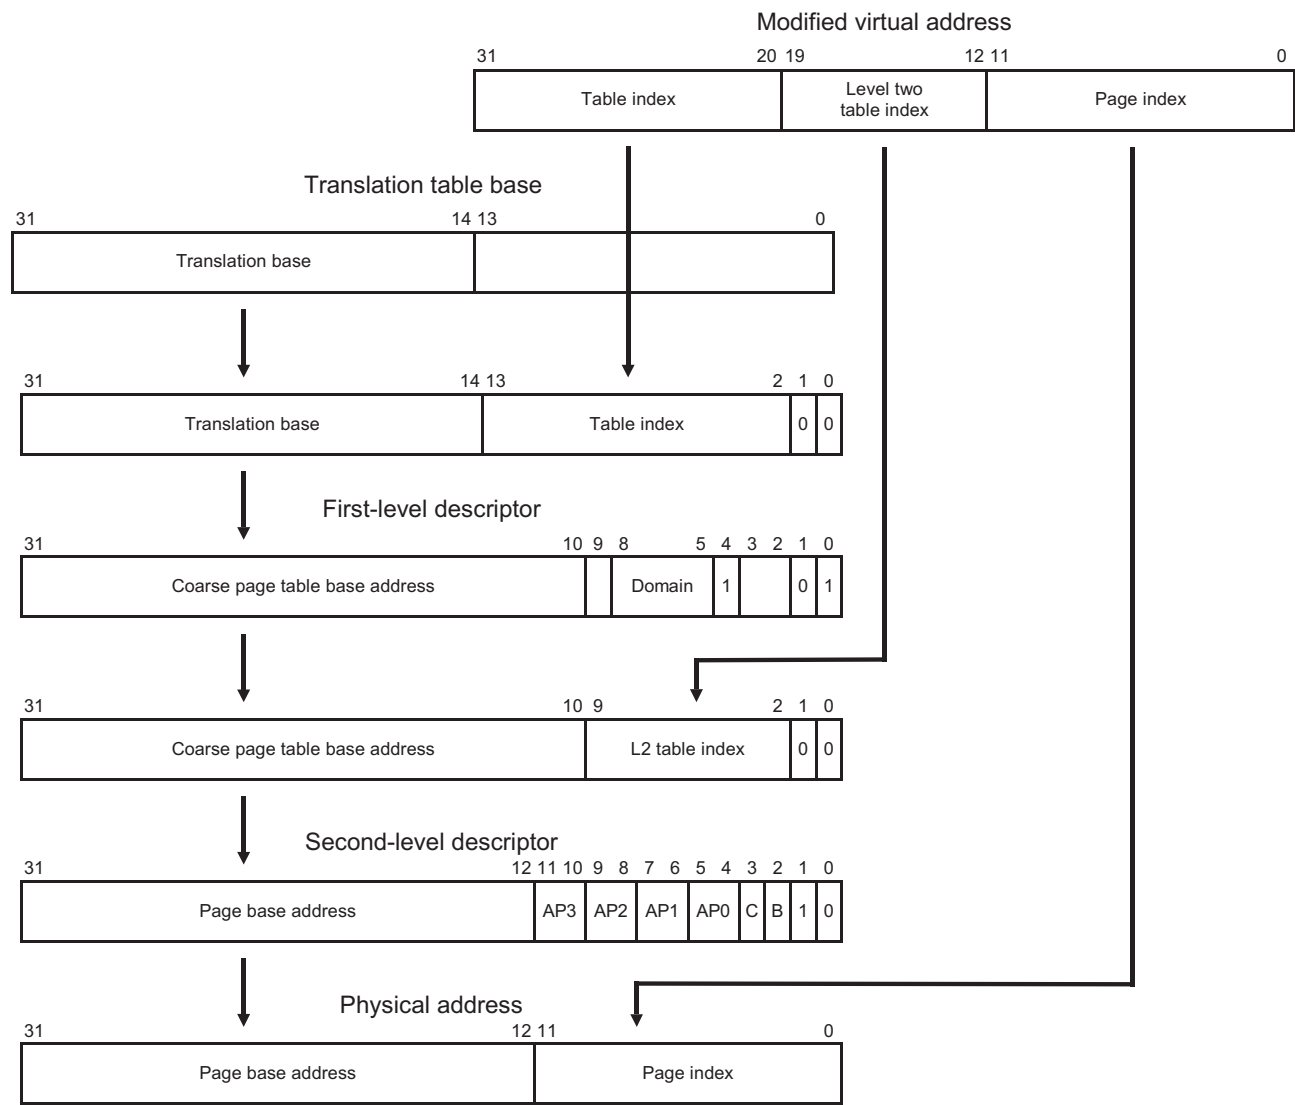 Modified virtual address
31 20 19 12 11 0
Table index Level two table index Page index
Translation table base
31 14 13 0
Translation base
31 14 13 2 1 0
Translation base Table index 0 0
First-level descriptor
31 10 9 8 5 4 3 2 1 0
Coarse page table base address Domain 1 0 1
31 10 9 2 1 0
Coarse page table base address L2 table index 0 0
Second-level descriptor
31 12 11 10 9 8 7 6 5 4 3 2 1 0
Page base address AP3 AP2 AP1 AP0 C B 1 0
Physical address
31 12 11 0
Page base address Page index